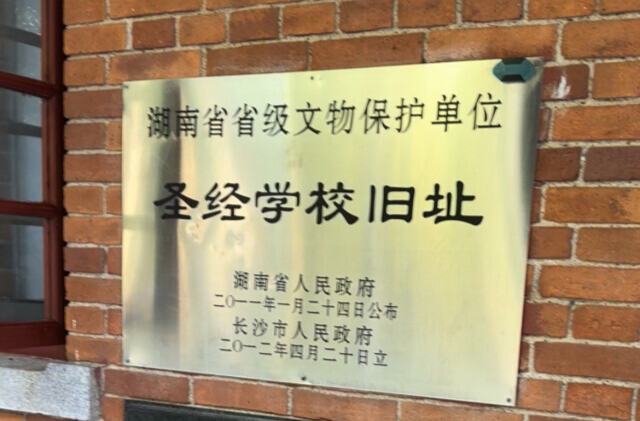 湖南省省级文物保护单位
圣经学校旧址
湖南省人民政府
二〇一一年一月二十四日公布
长沙市人民政府
二〇一二年四月二十日立